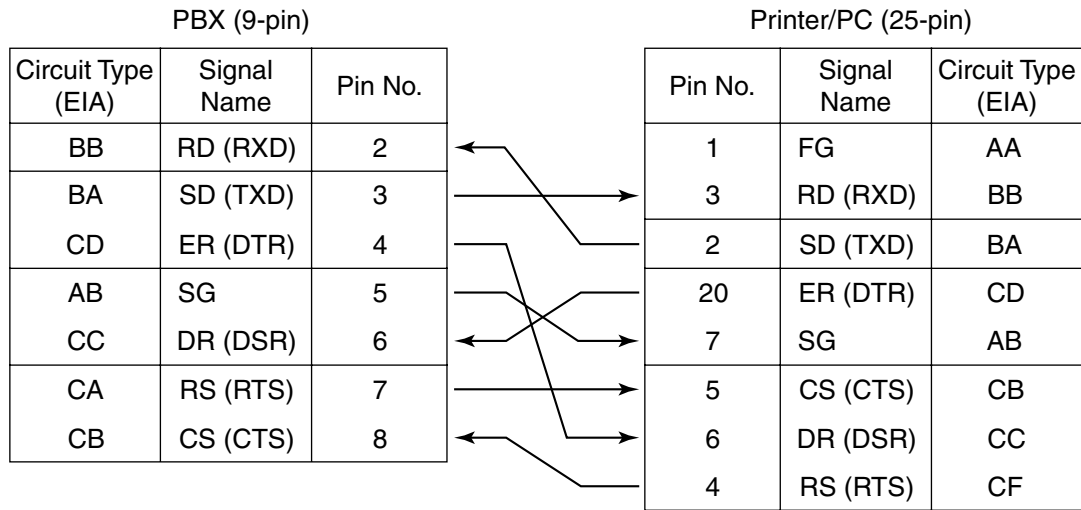 PBX (9-pin)
Circuit Type (EIA) Signal Name Pin No.
BB RD (RXD) 2
BA SD (TXD) 3
CD ER (DTR) 4
AB SG 5
CC DR (DSR) 6
CA RS (RTS) 7
CB CS (CTS) 8
Printer/PC (25-pin)
Pin No. Signal Name Circuit Type (EIA)
1 FG AA
3 RD (RXD) BB
2 SD (TXD) BA
20 ER (DTR) CD
7 SG AB
5 CS (CTS) CB
6 DR (DSR) CC
4 RS (RTS) CF